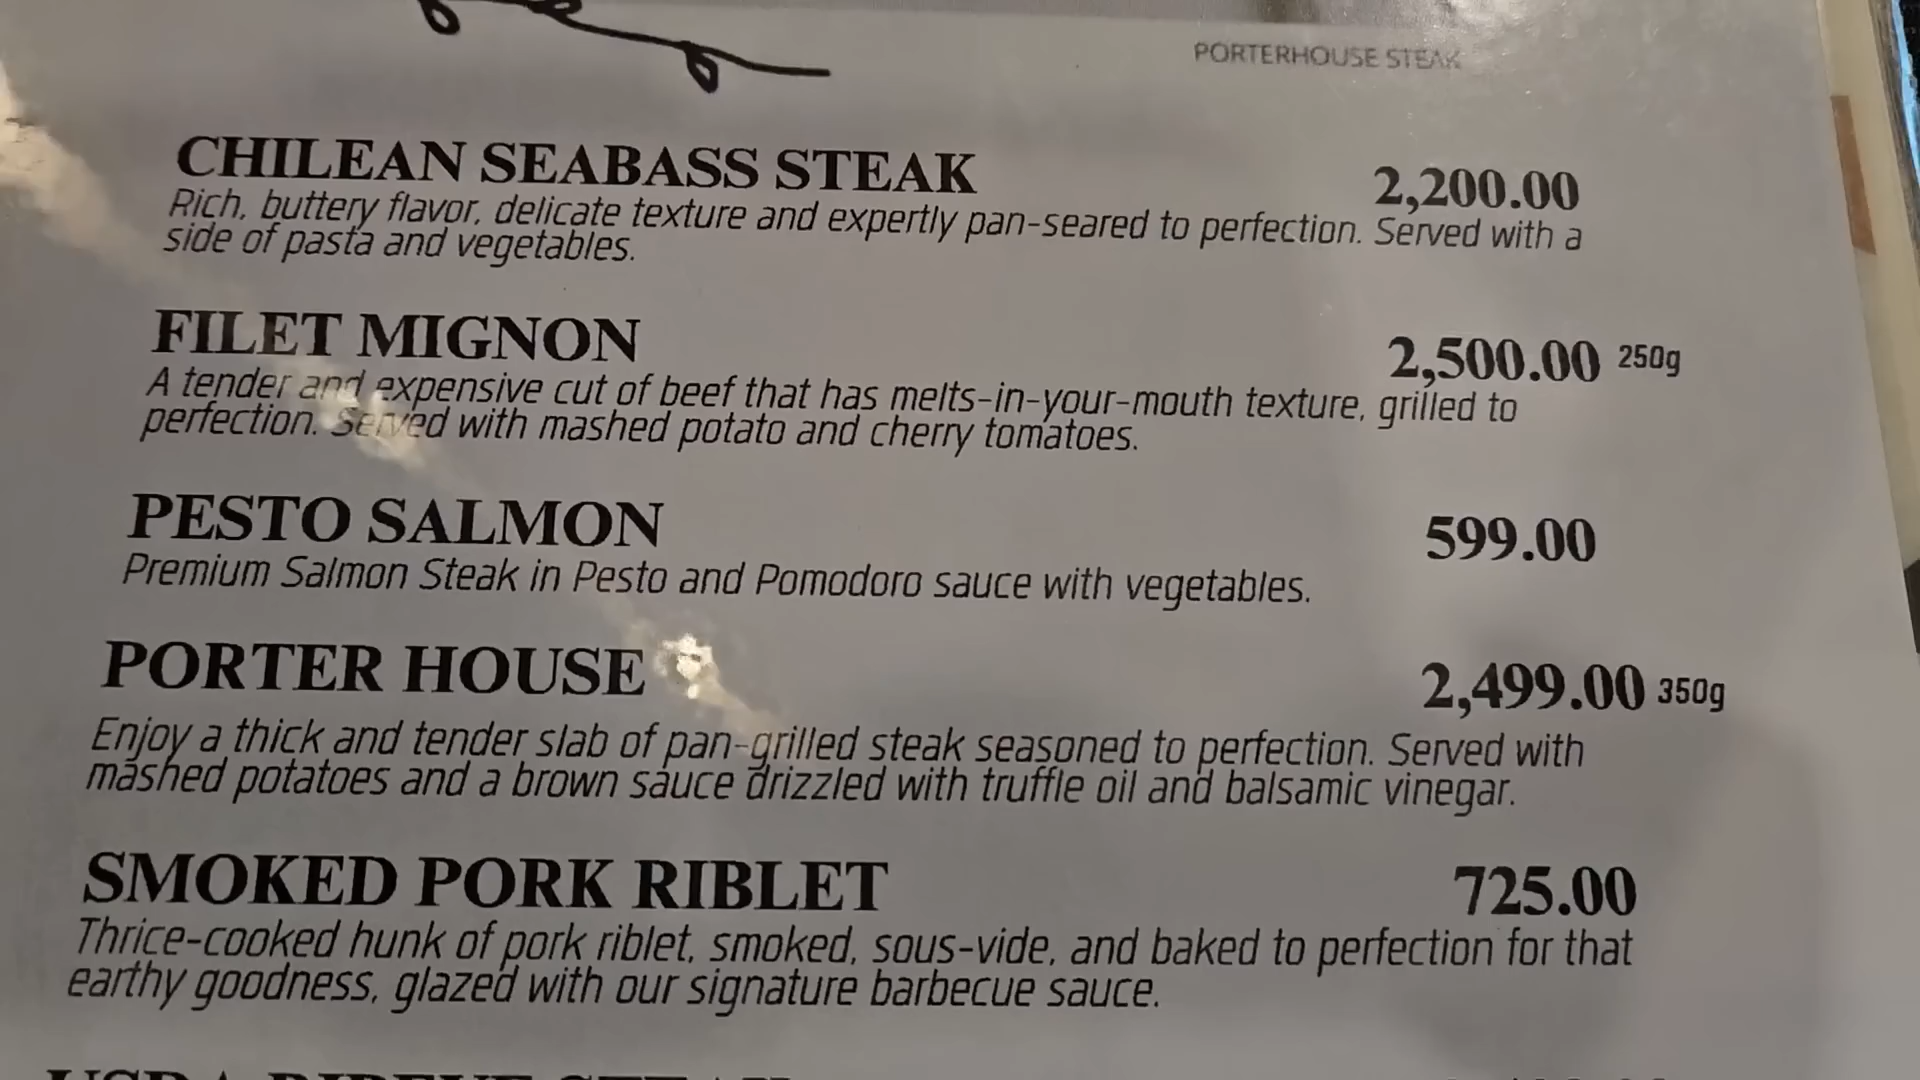 PORTERHOUSE STEAK
CHILEAN SEABASS STEAK 2,200.00
Rich, buttery flavor, delicate texture and expertly pan-seared to perfection. Served with a
side of pasta and vegetables.
FILET MIGNON 2,500.00 250g
A tender and expensive cut of beef that has melts-in-your-mouth texture, grilled to
perfection. Served with mashed potato and cherry tomatoes.
PESTO SALMON 599.00
Premium Salmon Steak in Pesto and Pomodoro sauce with vegetables.
PORTER HOUSE 2,499.00 350g
Enjoy a thick and tender slab of pan-grilled steak seasoned to perfection. Served with
mashed potatoes and a brown sauce drizzled with truffle oil and balsamic vinegar.
SMOKED PORK RIBLET 725.00
Thrice-cooked hunk of pork riblet, smoked, sous-vide, and baked to perfection for that
earthy goodness, glazed with our signature barbecue sauce.